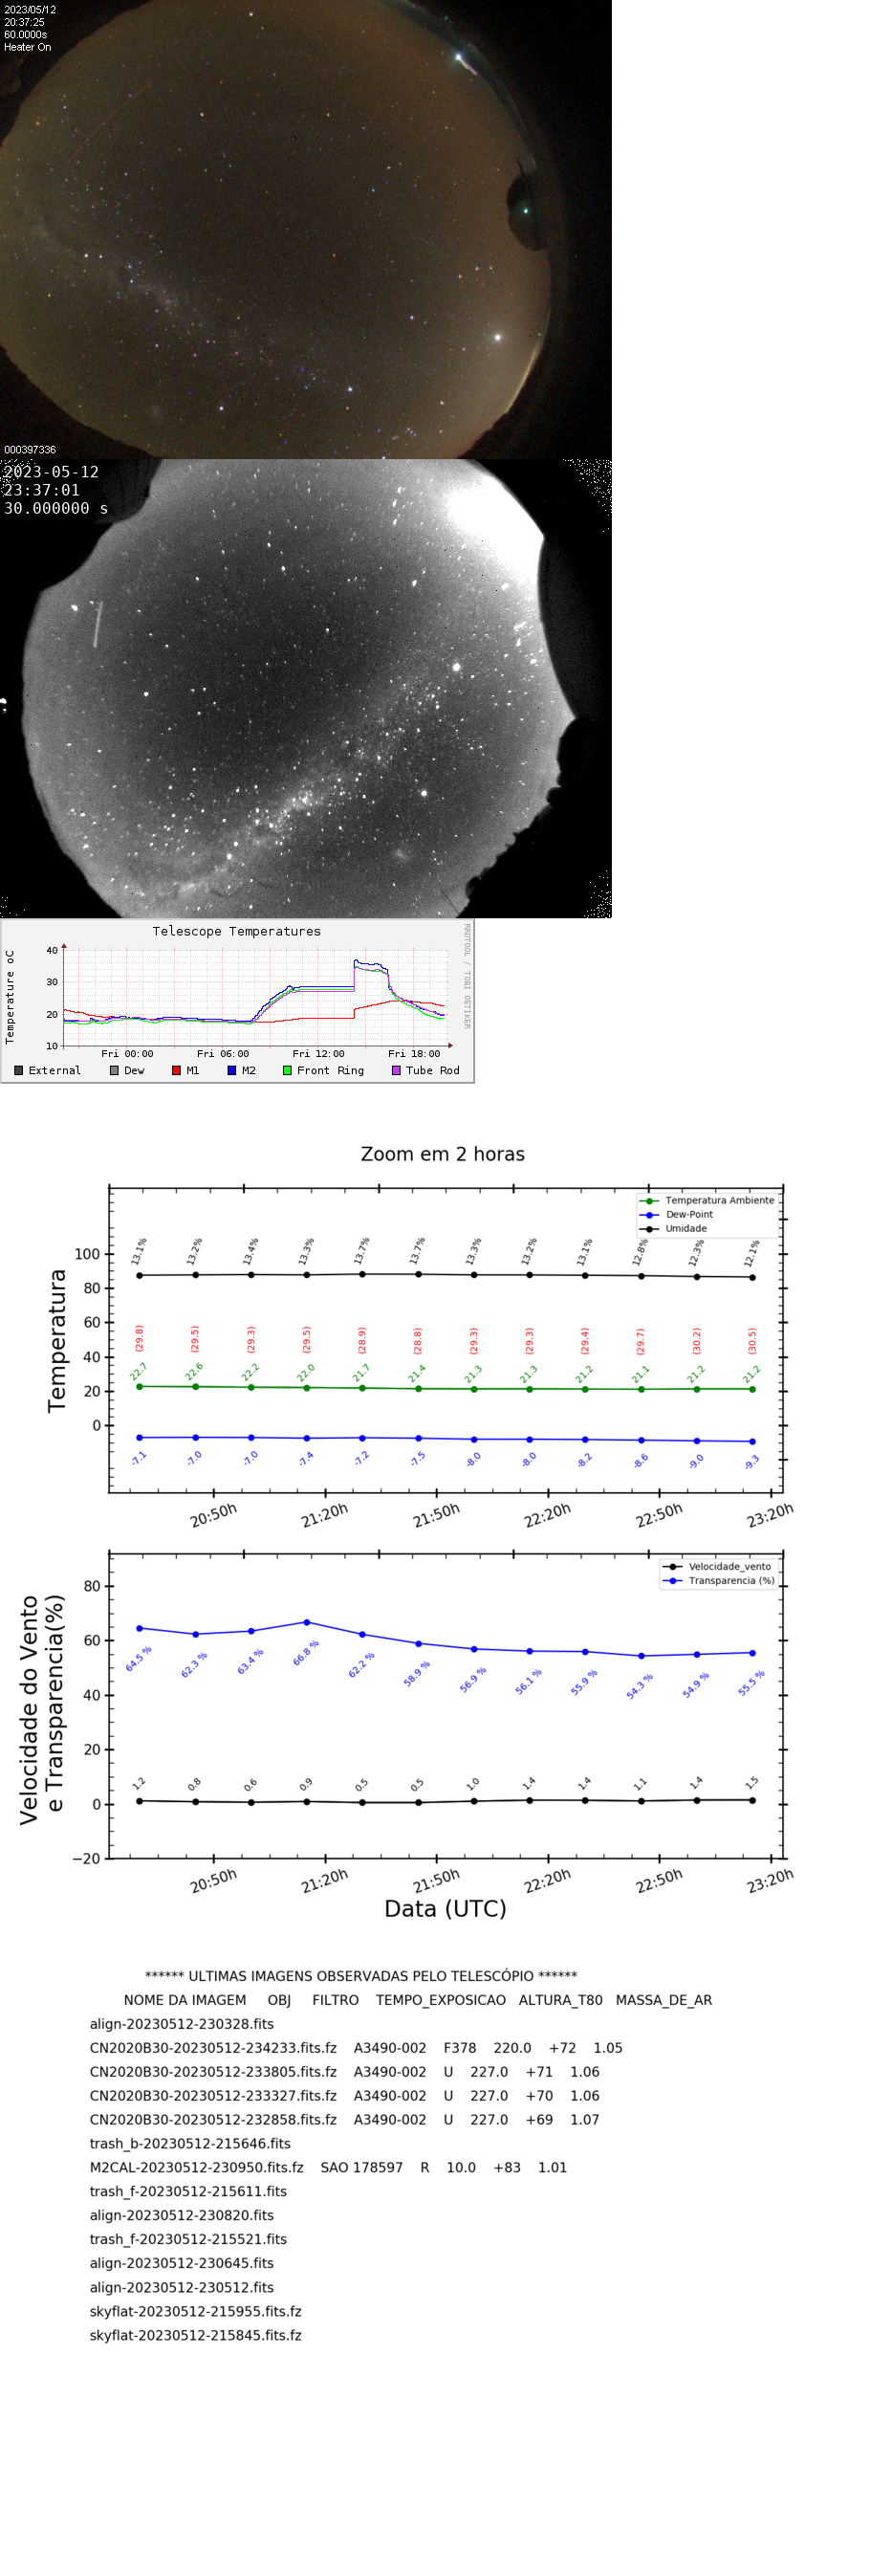 2023/05/12
20:37:25
60.0000s
Heater On
000397336
2023-05-12
23:37:01
30.000000 s
Telescope Temperatures
RRDTOOL / TOBI OETIKER
Temperature oC
40
30
20
10
Fri 00:00 Fri 06:00 Fri 12:00 Fri 18:00
External Dew M1 M2 Front Ring Tube Rod
Zoom em 2 horas
Temperatura Ambiente
Dew-Point
Umidade
Temperatura
100
80
60
40
20
0
13.1% 13.2% 13.4% 13.3% 13.7% 13.7% 13.3% 13.2% 13.1% 12.8% 12.3% 12.1%
(29.8) (29.5) (29.3) (29.5) (28.9) (28.8) (29.3) (29.3) (29.4) (29.7) (30.2) (30.5)
22.7 22.6 22.2 22.0 21.7 21.4 21.3 21.3 21.2 21.1 21.2 21.2
-7.1 -7.0 -7.0 -7.4 -7.2 -7.5 -8.0 -8.0 -8.2 -8.6 -9.0 -9.3
20:50h 21:20h 21:50h 22:20h 22:50h 23:20h
Velocidade_vento
Transparencia (%)
Velocidade do Vento
e Transparencia(%)
80
60
40
20
0
−20
64.5 % 62.3 % 63.4 % 66.8 % 62.2 % 58.9 % 56.9 % 56.1 % 55.9 % 54.3 % 54.9 % 55.5 %
1.2 0.8 0.6 0.9 0.5 0.5 1.0 1.4 1.4 1.1 1.4 1.5
20:50h 21:20h 21:50h 22:20h 22:50h 23:20h
Data (UTC)
****** ULTIMAS IMAGENS OBSERVADAS PELO TELESCÓPIO ******
NOME DA IMAGEM OBJ FILTRO TEMPO_EXPOSICAO ALTURA_T80 MASSA_DE_AR
align-20230512-230328.fits
CN2020B30-20230512-234233.fits.fz A3490-002 F378 220.0 +72 1.05
CN2020B30-20230512-233805.fits.fz A3490-002 U 227.0 +71 1.06
CN2020B30-20230512-233327.fits.fz A3490-002 U 227.0 +70 1.06
CN2020B30-20230512-232858.fits.fz A3490-002 U 227.0 +69 1.07
trash_b-20230512-215646.fits
M2CAL-20230512-230950.fits.fz SAO 178597 R 10.0 +83 1.01
trash_f-20230512-215611.fits
align-20230512-230820.fits
trash_f-20230512-215521.fits
align-20230512-230645.fits
align-20230512-230512.fits
skyflat-20230512-215955.fits.fz
skyflat-20230512-215845.fits.fz